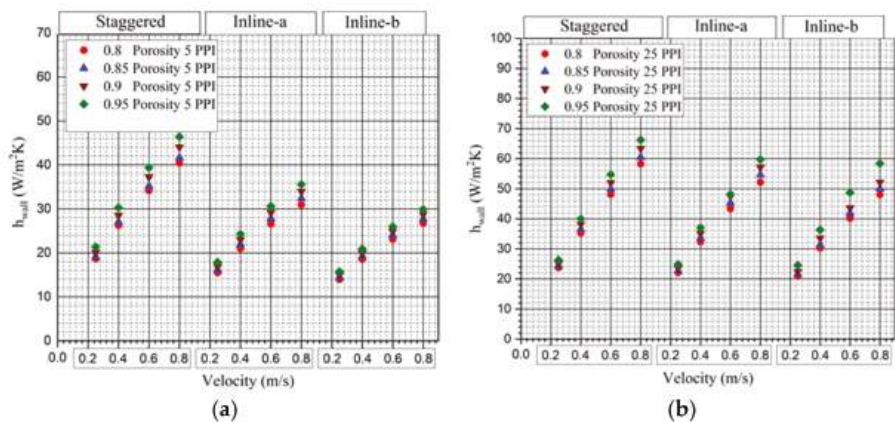 Staggered Inline-a Inline-b
0.8 Porosity 5 PPI
0.85 Porosity 5 PPI
0.9 Porosity 5 PPI
0.95 Porosity 5 PPI
70
60
50
40
30
20
10
0
h_wall (W/m²K)
0.0 0.2 0.4 0.6 0.8 0.2 0.4 0.6 0.8 0.2 0.4 0.6 0.8
Velocity (m/s)
(a)
Staggered Inline-a Inline-b
0.8 Porosity 25 PPI
0.85 Porosity 25 PPI
0.9 Porosity 25 PPI
0.95 Porosity 25 PPI
100
90
80
70
60
50
40
30
20
10
0
h_wall (W/m²K)
0.0 0.2 0.4 0.6 0.8 0.2 0.4 0.6 0.8 0.2 0.4 0.6 0.8
Velocity (m/s)
(b)